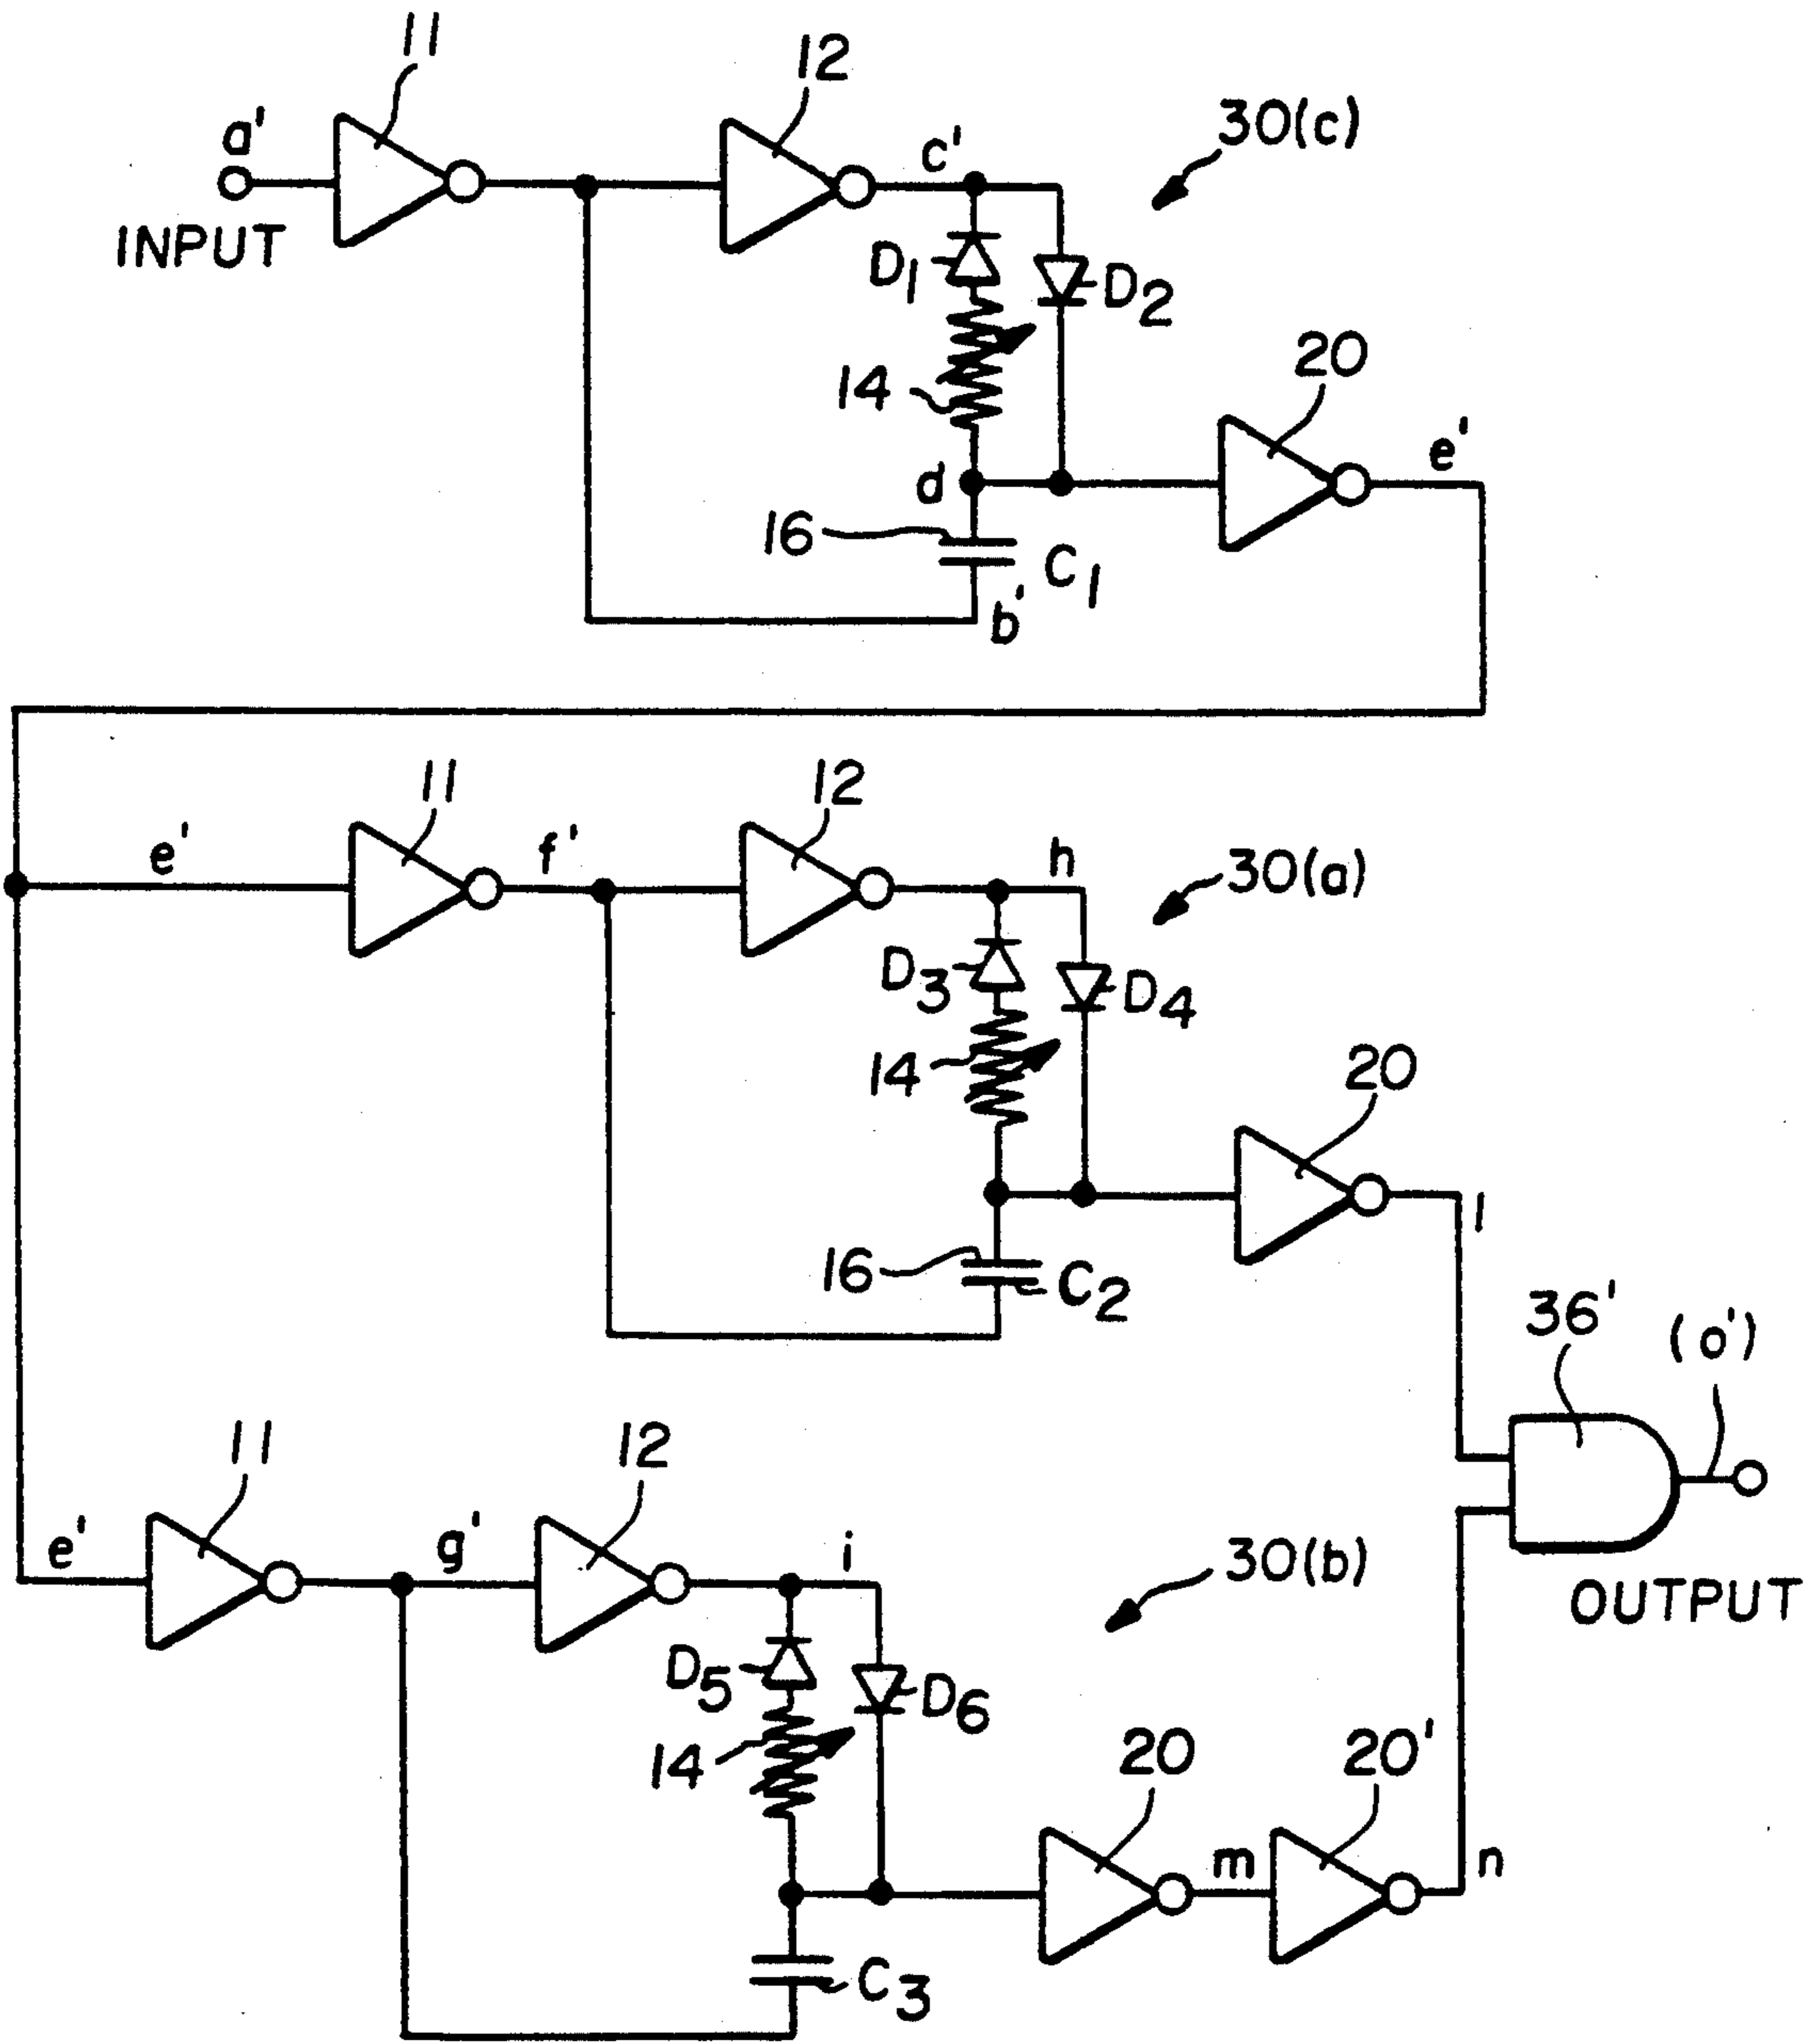 11
12
a'
c'
30(c)
INPUT
D1
D2
14
20
d
e'
16
C1
b'
11
12
e'
f'
h
30(a)
D3
D4
14
20
16
C2
l
36'
(o')
11
12
e'
g'
i
30(b)
OUTPUT
D5
D6
14
20
20'
m
n
C3